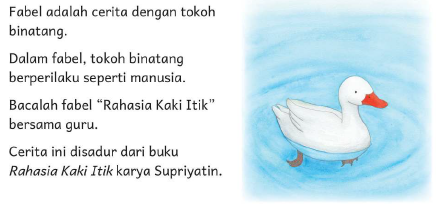 Fabel adalah cerita dengan tokoh
binatang.
Dalam fabel, tokoh binatang
berperilaku seperti manusia.
Bacalah fabel “Rahasia Kaki Itik”
bersama guru.
Cerita ini disadur dari buku
Rahasia Kaki Itik karya Supriyatin.